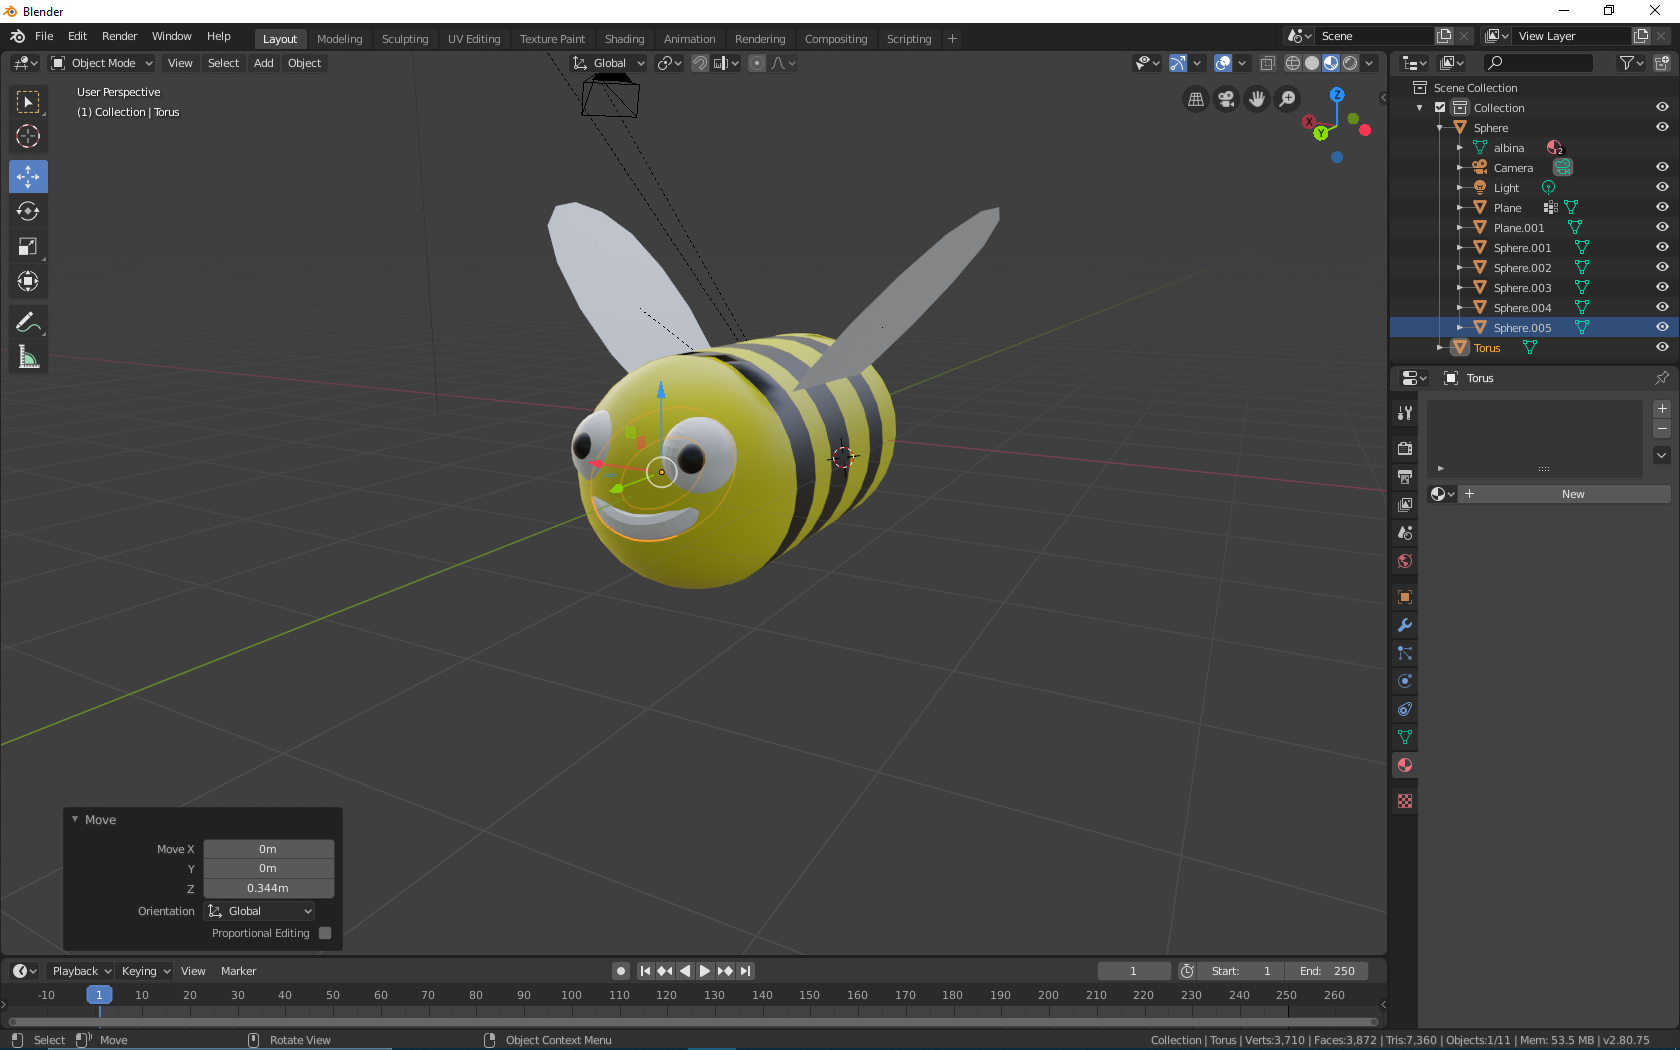 Blender
File Edit Render Window Help Layout Modeling Sculpting UV Editing Texture Paint Shading Animation Rendering Compositing Scripting + Scene View Layer
Object Mode View Select Add Object Global
User Perspective
(1) Collection | Torus
Z
X
Y
Scene Collection
Collection
Sphere
albina 2
Camera
Light
Plane
Plane.001
Sphere.001
Sphere.002
Sphere.003
Sphere.004
Sphere.005
Torus
Torus
+ New
Move
Move X 0m
Y 0m
Z 0.344m
Orientation Global
Proportional Editing
Playback Keying View Marker 1 Start: 1 End: 250
-10 1 10 20 30 40 50 60 70 80 90 100 110 120 130 140 150 160 170 180 190 200 210 220 230 240 250 260
Select Move Rotate View Object Context Menu Collection | Torus | Verts:3,710 | Faces:3,872 | Tris:7,360 | Objects:1/11 | Mem: 53.5 MB | v2.80.75